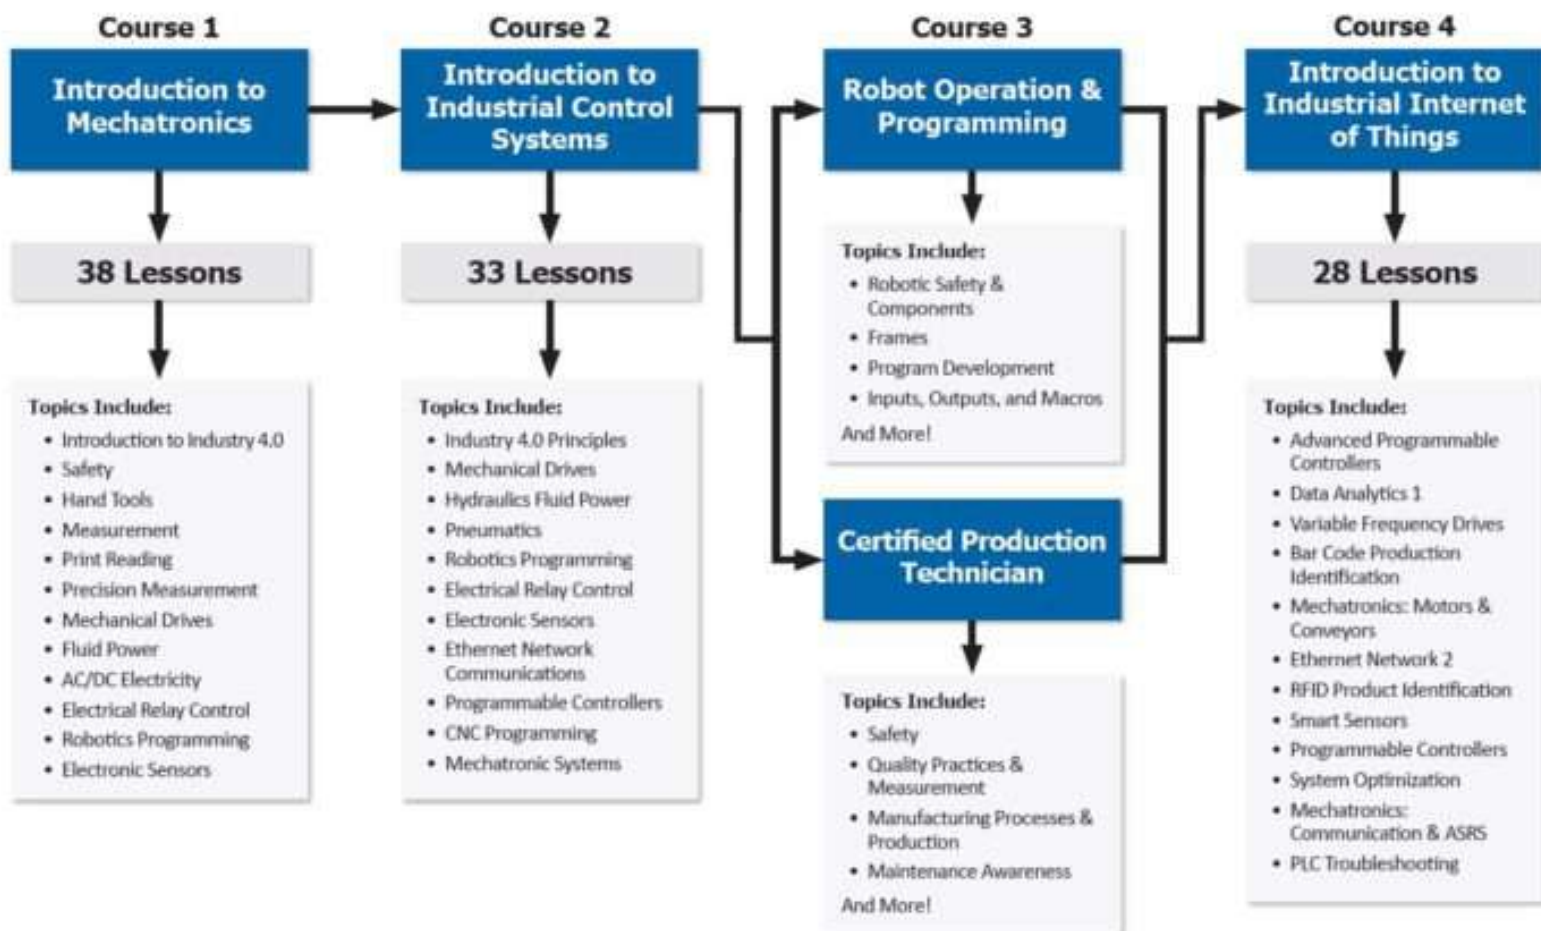 Course 1
Introduction to
Mechatronics
38 Lessons
Topics Include:
• Introduction to Industry 4.0
• Safety
• Hand Tools
• Measurement
• Print Reading
• Precision Measurement
• Mechanical Drives
• Fluid Power
• AC/DC Electricity
• Electrical Relay Control
• Robotics Programming
• Electronic Sensors
Course 2
Introduction to
Industrial Control
Systems
33 Lessons
Topics Include:
• Industry 4.0 Principles
• Mechanical Drives
• Hydraulics Fluid Power
• Pneumatics
• Robotics Programming
• Electrical Relay Control
• Electronic Sensors
• Ethernet Network
Communications
• Programmable Controllers
• CNC Programming
• Mechatronic Systems
Course 3
Robot Operation &
Programming
Topics Include:
• Robotic Safety &
Components
• Frames
• Program Development
• Inputs, Outputs, and Macros
And More!
Certified Production
Technician
Topics Include:
• Safety
• Quality Practices &
Measurement
• Manufacturing Processes &
Production
• Maintenance Awareness
And More!
Course 4
Introduction to
Industrial Internet
of Things
28 Lessons
Topics Include:
• Advanced Programmable
Controllers
• Data Analytics 1
• Variable Frequency Drives
• Bar Code Production
Identification
• Mechatronics: Motors &
Conveyors
• Ethernet Network 2
• RFID Product Identification
• Smart Sensors
• Programmable Controllers
• System Optimization
• Mechatronics:
Communication & ASRS
• PLC Troubleshooting